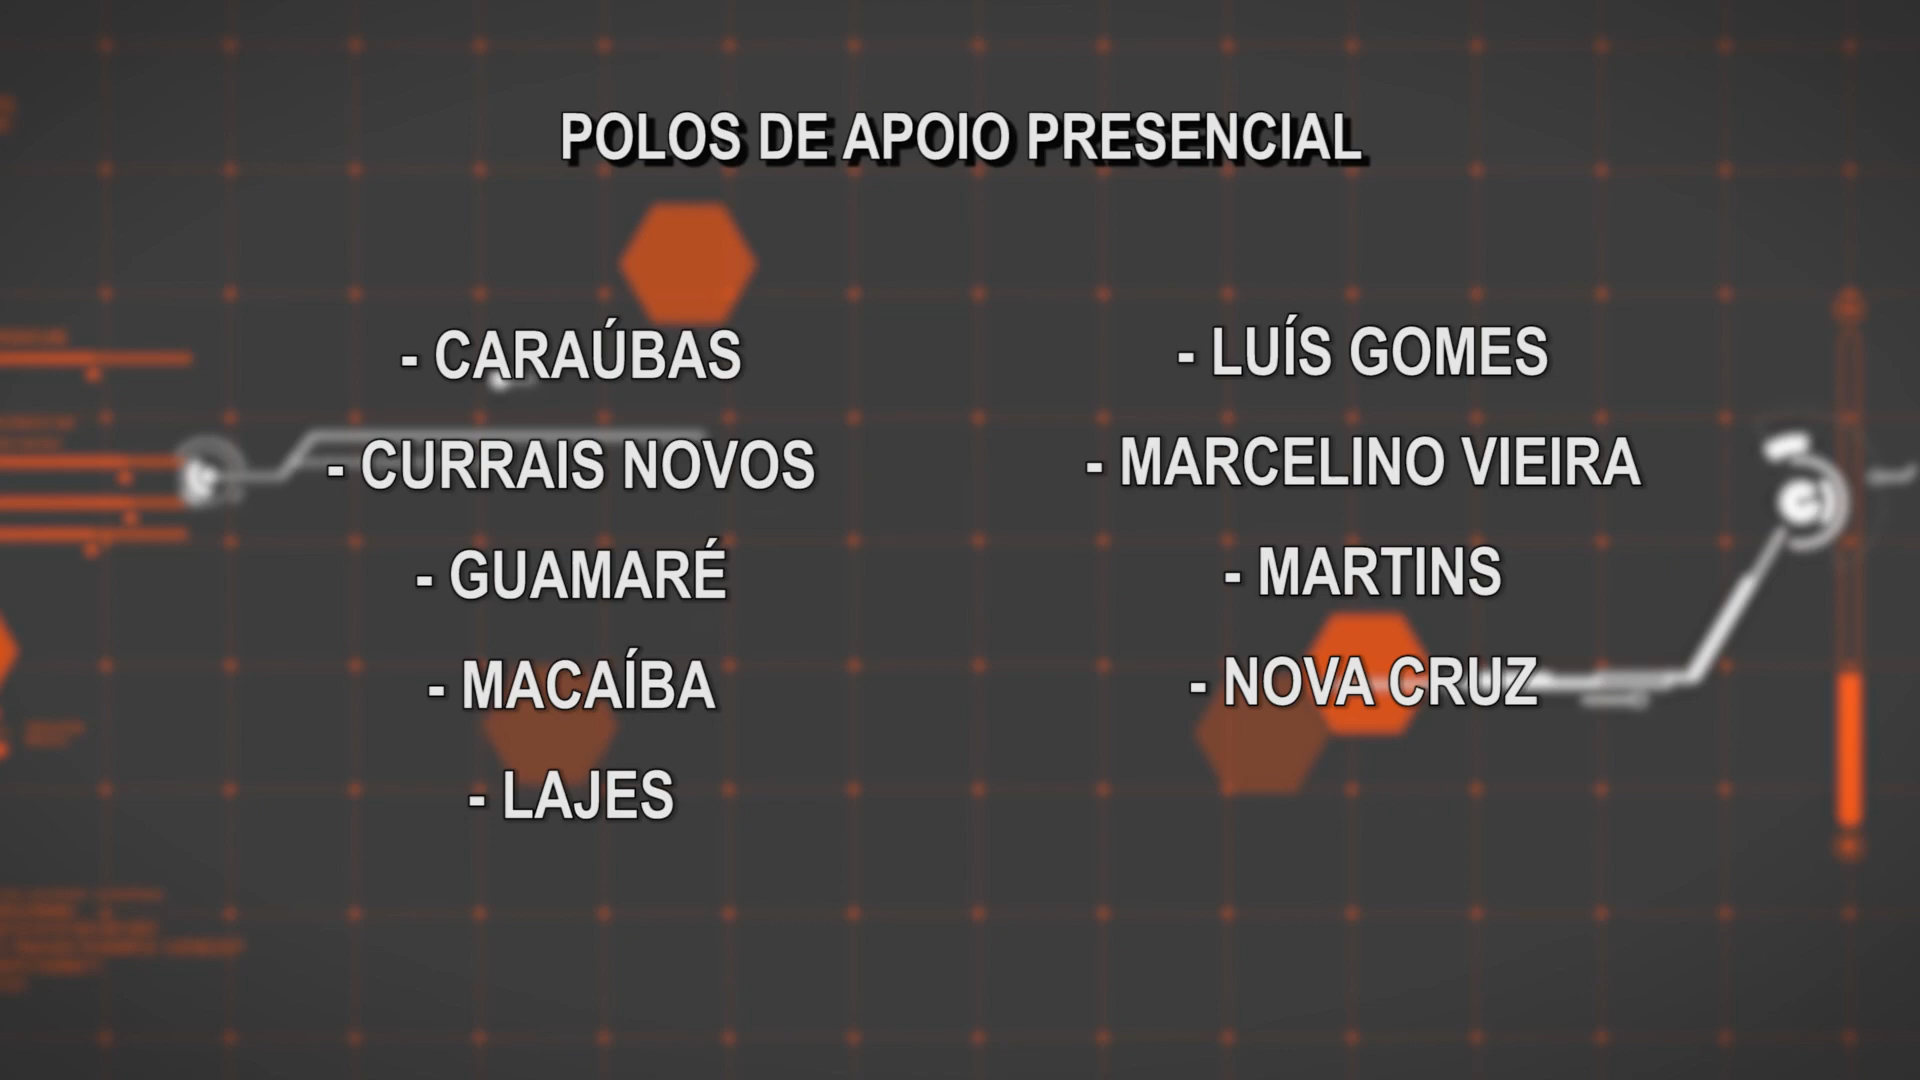 POLOS DE APOIO PRESENCIAL
- CARAÚBAS
- CURRAIS NOVOS
- GUAMARÉ
- MACAÍBA
- LAJES
- LUÍS GOMES
- MARCELINO VIEIRA
- MARTINS
- NOVA CRUZ